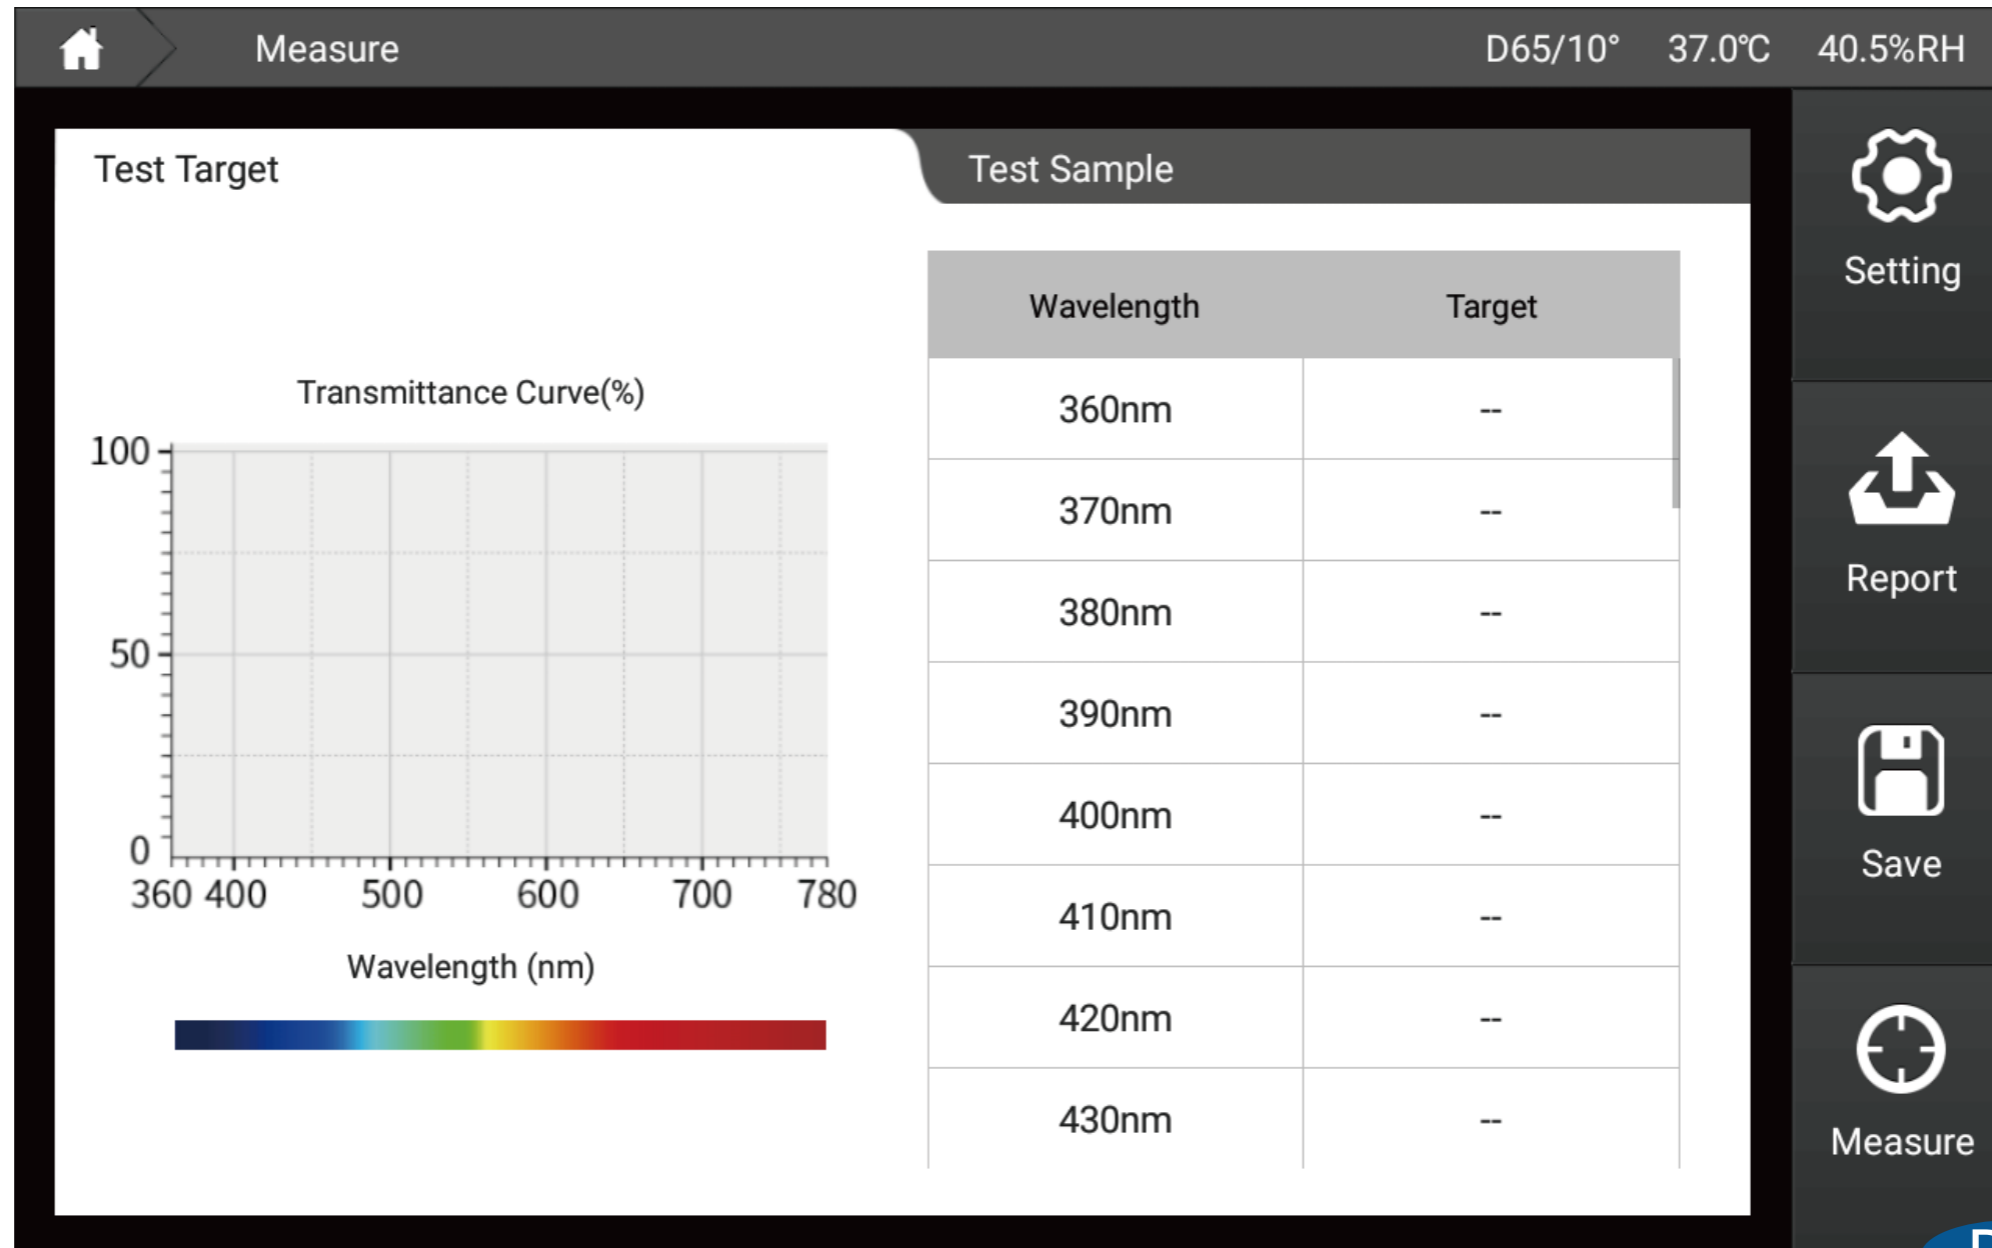 Measure D65/10° 37.0℃ 40.5%RH
Test Target Test Sample
Transmittance Curve(%)
100
50
0
360 400 500 600 700 780
Wavelength (nm)
Wavelength Target
360nm --
370nm --
380nm --
390nm --
400nm --
410nm --
420nm --
430nm --
Setting
Report
Save
Measure